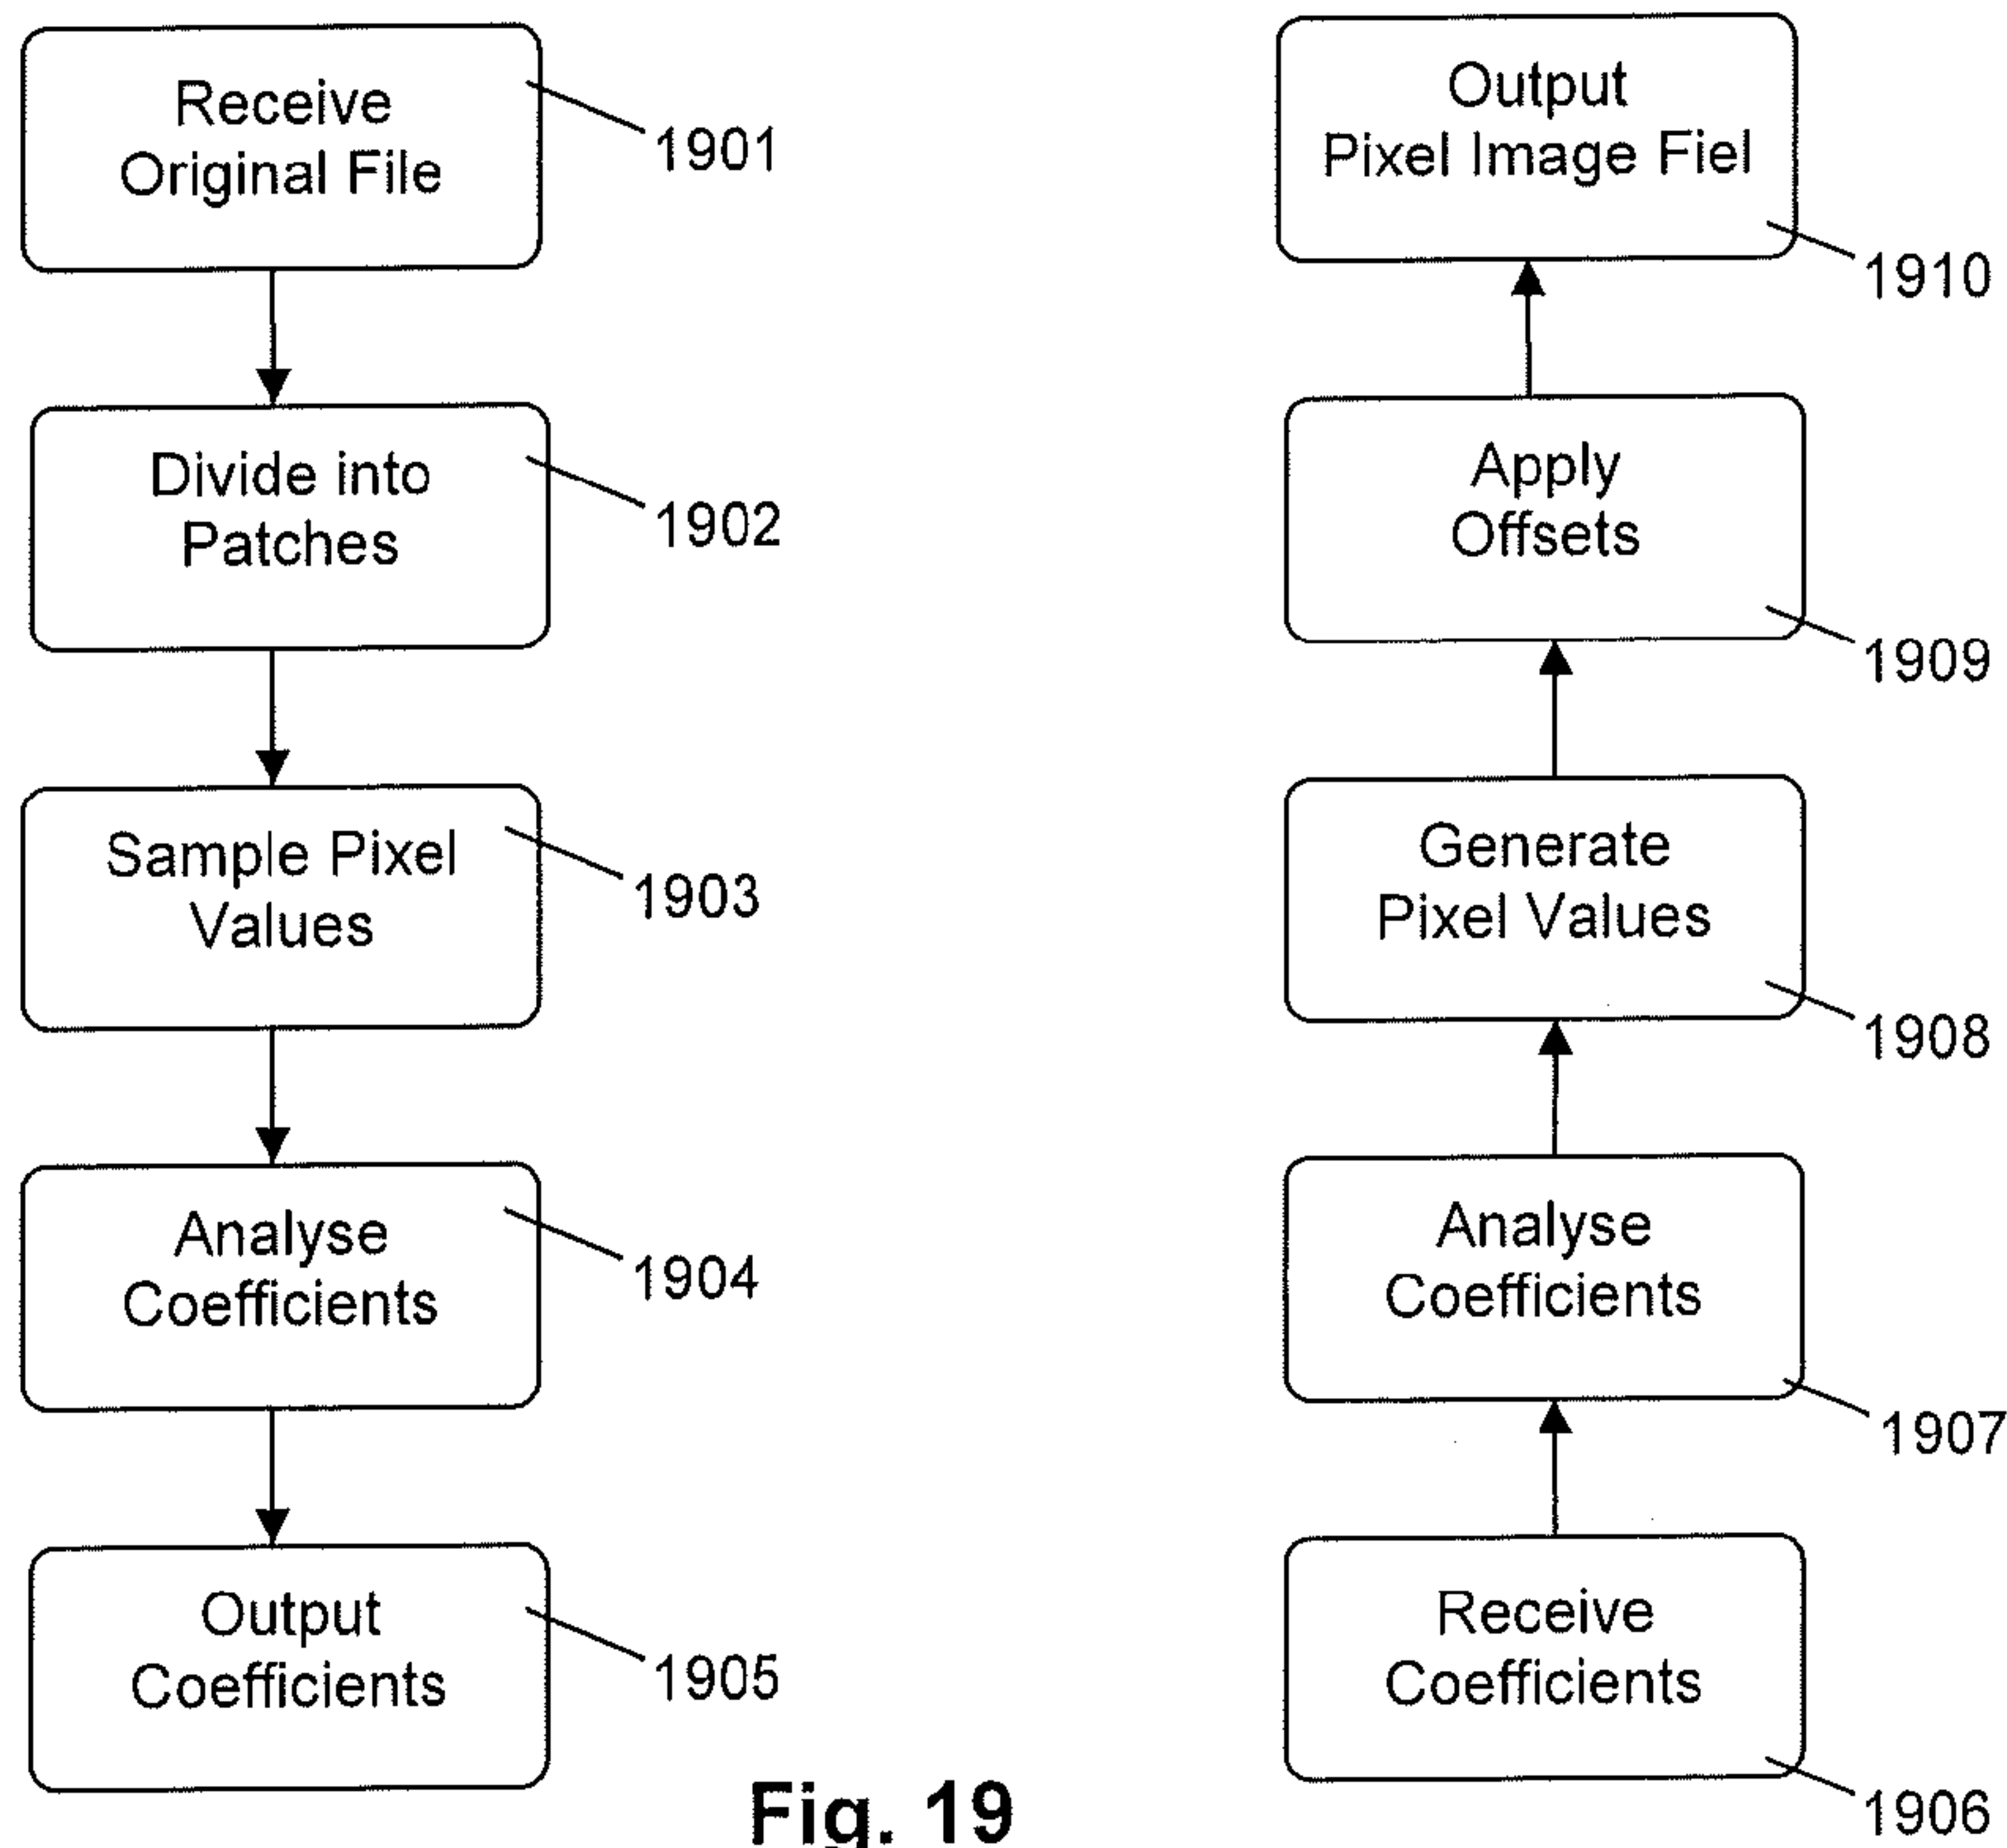 Receive
Original File
1901
Divide into
Patches
1902
Sample Pixel
Values
1903
Analyse
Coefficients
1904
Output
Coefficients
1905
Output
Pixel Image Fiel
1910
Apply
Offsets
1909
Generate
Pixel Values
1908
Analyse
Coefficients
1907
Receive
Coefficients
1906
Fig. 19